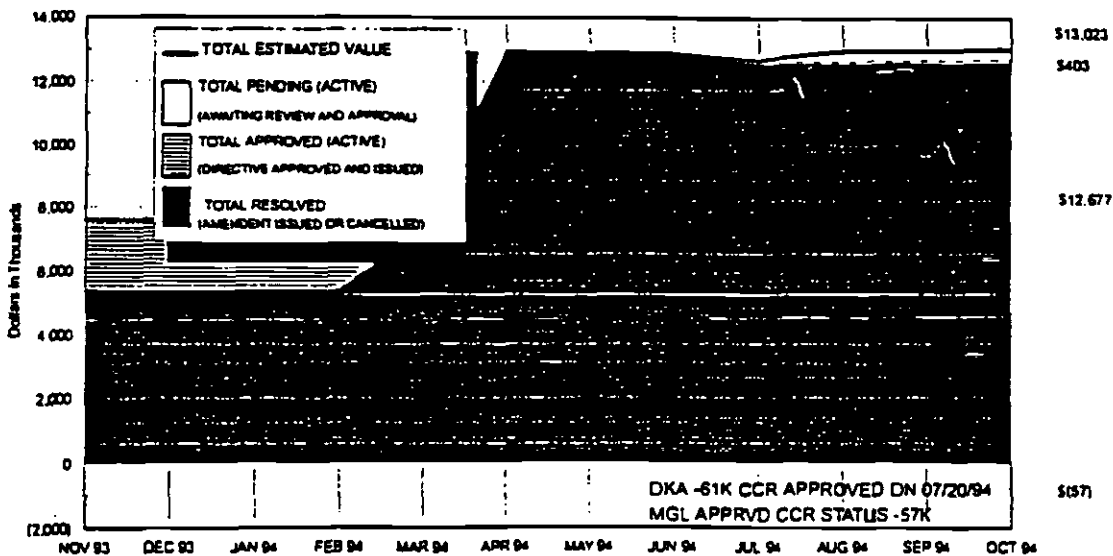 14,000
12,000
10,000
8,000
6,000
4,000
2,000
0
(2,000)
Dollars in Thousands
TOTAL ESTIMATED VALUE
TOTAL PENDING (ACTIVE)
(AWAITING REVIEW AND APPROVAL)
TOTAL APPROVED (ACTIVE)
(DIRECTIVE APPROVED AND ISSUED)
TOTAL RESOLVED
(AMENDENT ISSUED OR CANCELLED)
$13,023
$403
$12,677
$(57)
DKA -61K CCR APPROVED DN 07/20/94
MGL APPRVD CCR STATUS -57K
NOV 93 DEC 93 JAN 94 FEB 94 MAR 94 APR 94 MAY 94 JUN 94 JUL 94 AUG 94 SEP 94 OCT 94